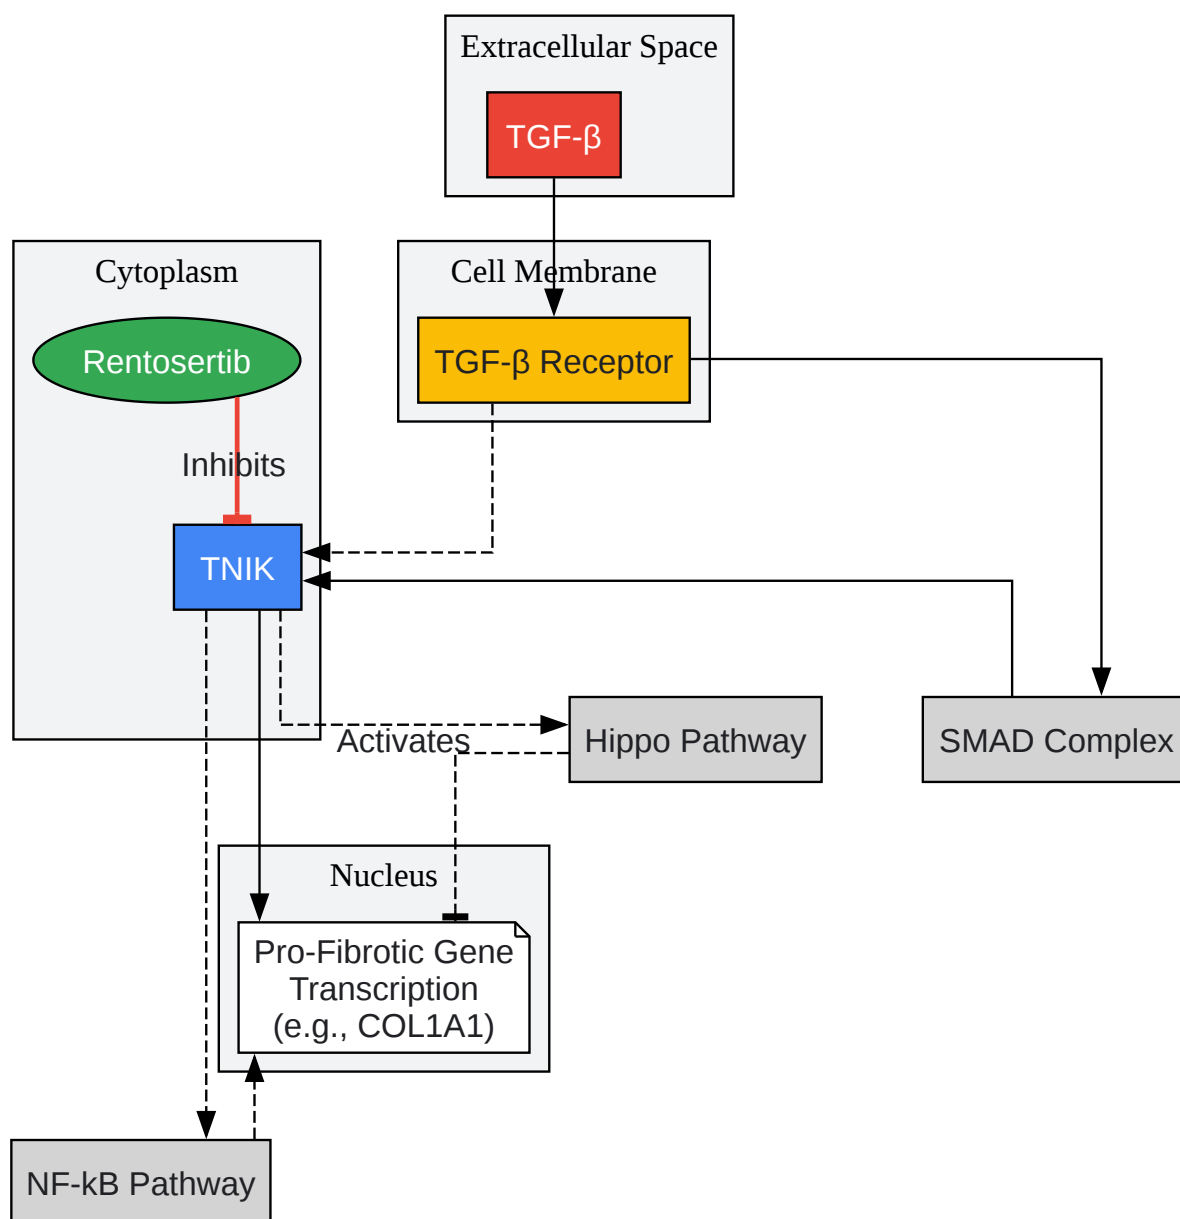 Extracellular Space
TGF-β
Cytoplasm
Cell Membrane
Rentosertib
TGF-β Receptor
Inhibits
TNIK
Activates
Hippo Pathway
SMAD Complex
Nucleus
Pro-Fibrotic Gene
Transcription
(e.g., COL1A1)
NF-kB Pathway